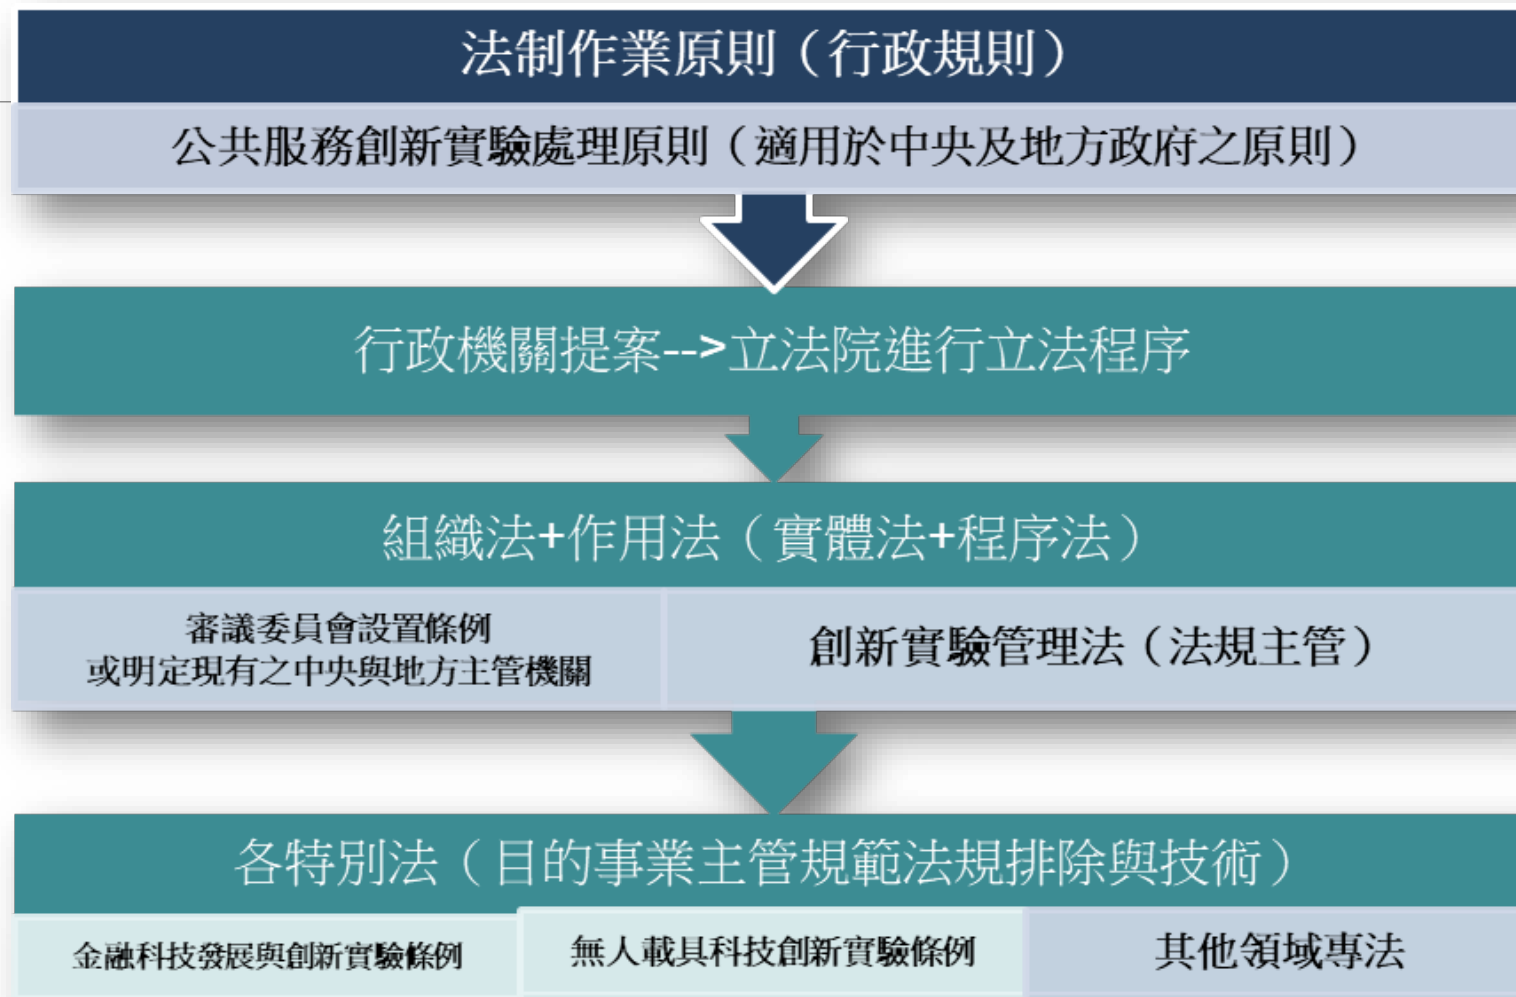 法制作業原則（行政規則）
公共服務創新實驗處理原則（適用於中央及地方政府之原則）
行政機關提案-->立法院進行立法程序
組織法+作用法（實體法+程序法）
審議委員會設置條例
或明定現有之中央與地方主管機關
創新實驗管理法（法規主管）
各特別法（目的事業主管規範法規排除與技術）
金融科技發展與創新實驗條例
無人載具科技創新實驗條例
其他領域專法